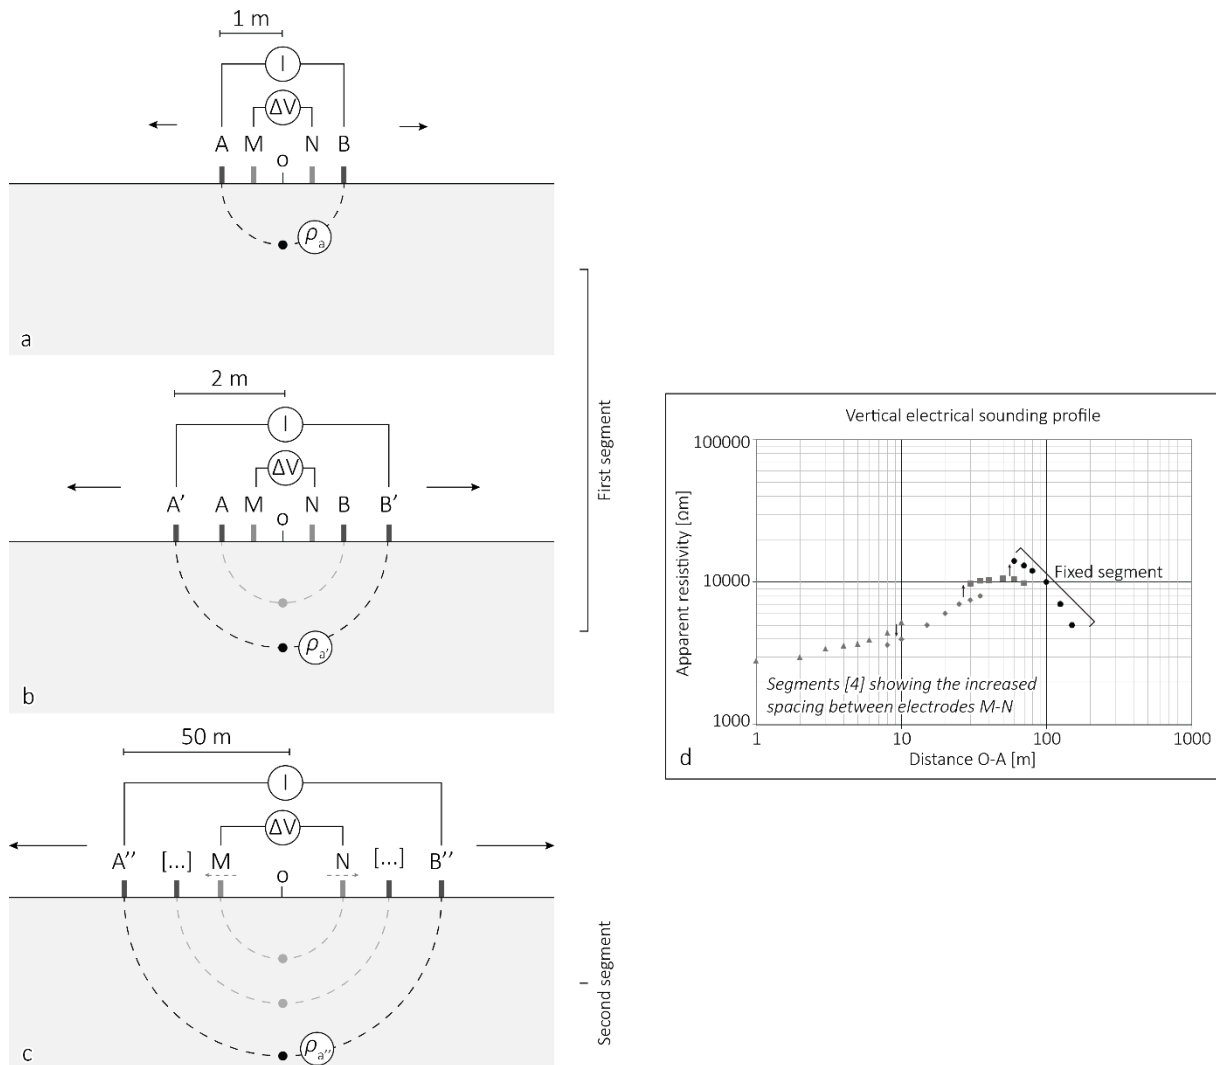 1 m
I
ΔV
A M N B
o
ρa
a
2 m
I
ΔV
A' A M N B B'
o
ρa'
b
First segment
50 m
I
ΔV
A'' [...] M N [...] B''
o
ρa''
c
Second segment
Vertical electrical sounding profile
100000
10000
1000
Apparent resistivity [Ωm]
Fixed segment
Segments [4] showing the increased
spacing between electrodes M-N
1 10 100 1000
Distance O-A [m]
d